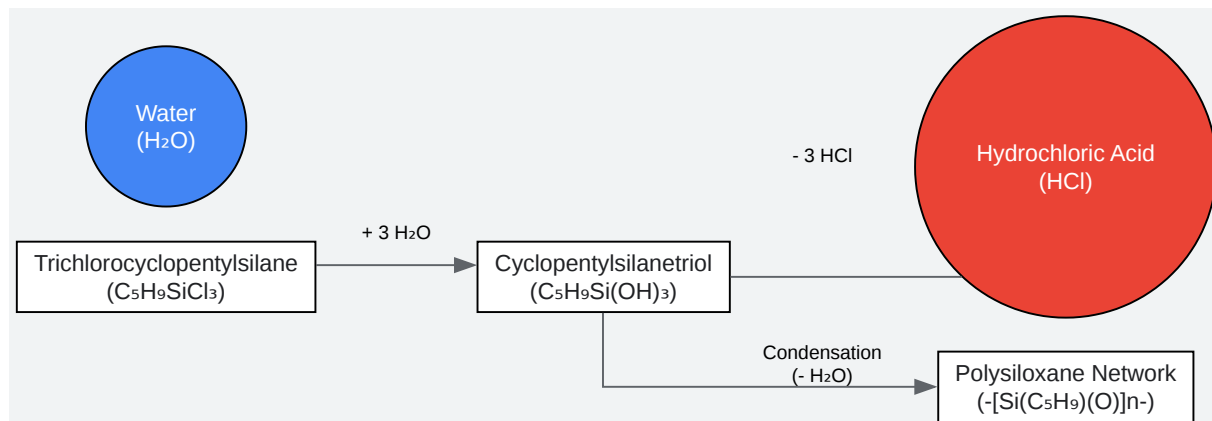 Water
(H₂O)
Hydrochloric Acid
(HCl)
- 3 HCl
+ 3 H₂O
Trichlorocyclopentylsilane
(C₅H₉SiCl₃)
Cyclopentylsilanetriol
(C₅H₉Si(OH)₃)
Condensation
(- H₂O)
Polysiloxane Network
(-[Si(C₅H₉)(O)]n-)